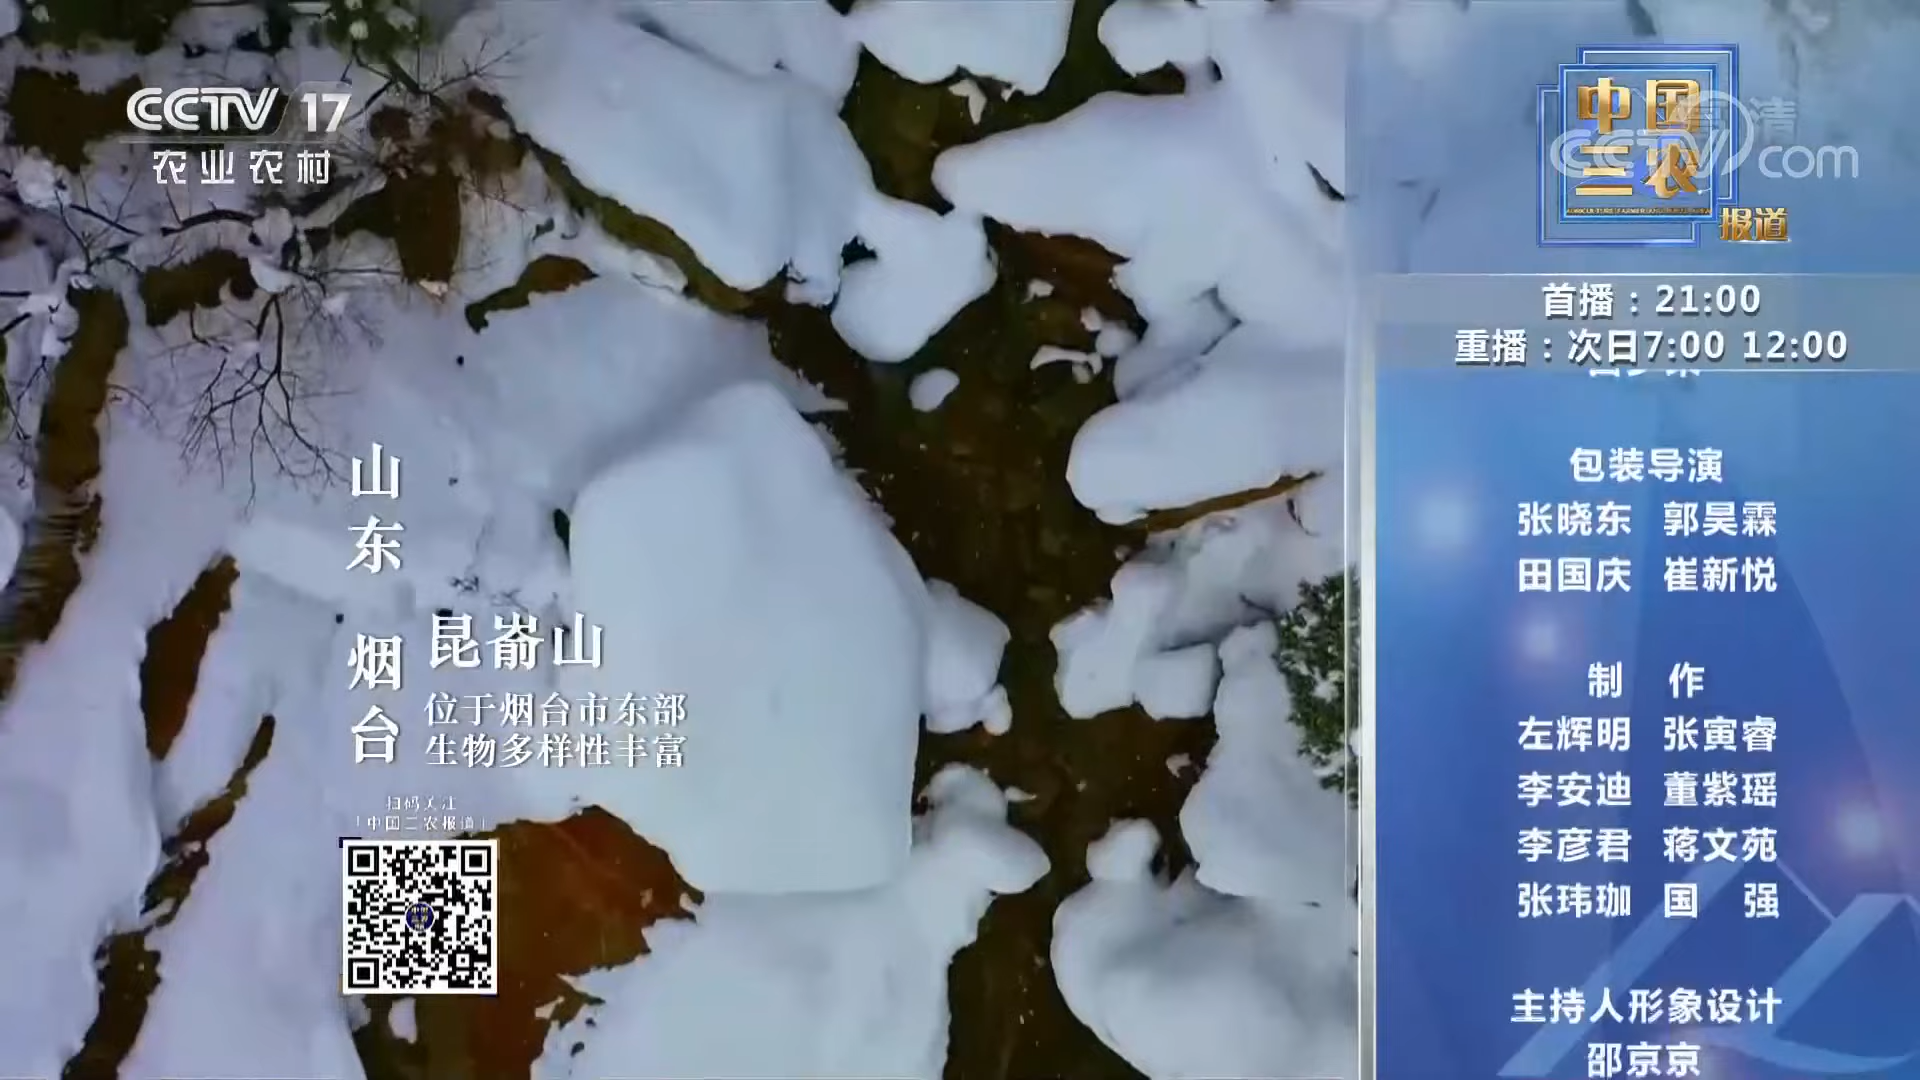 CCTV 17
农业农村
中国
三农
报道
高清
CCTV com
首播：21:00
重播：次日7:00 12:00
包装导演
张晓东 郭昊霖
田国庆 崔新悦
制 作
左辉明 张寅睿
李安迪 董紫瑶
李彦君 蒋文苑
张玮珈 国 强
主持人形象设计
邵京京
山东 烟台
昆嵛山
位于烟台市东部
生物多样性丰富
扫码关注
「中国三农报道」